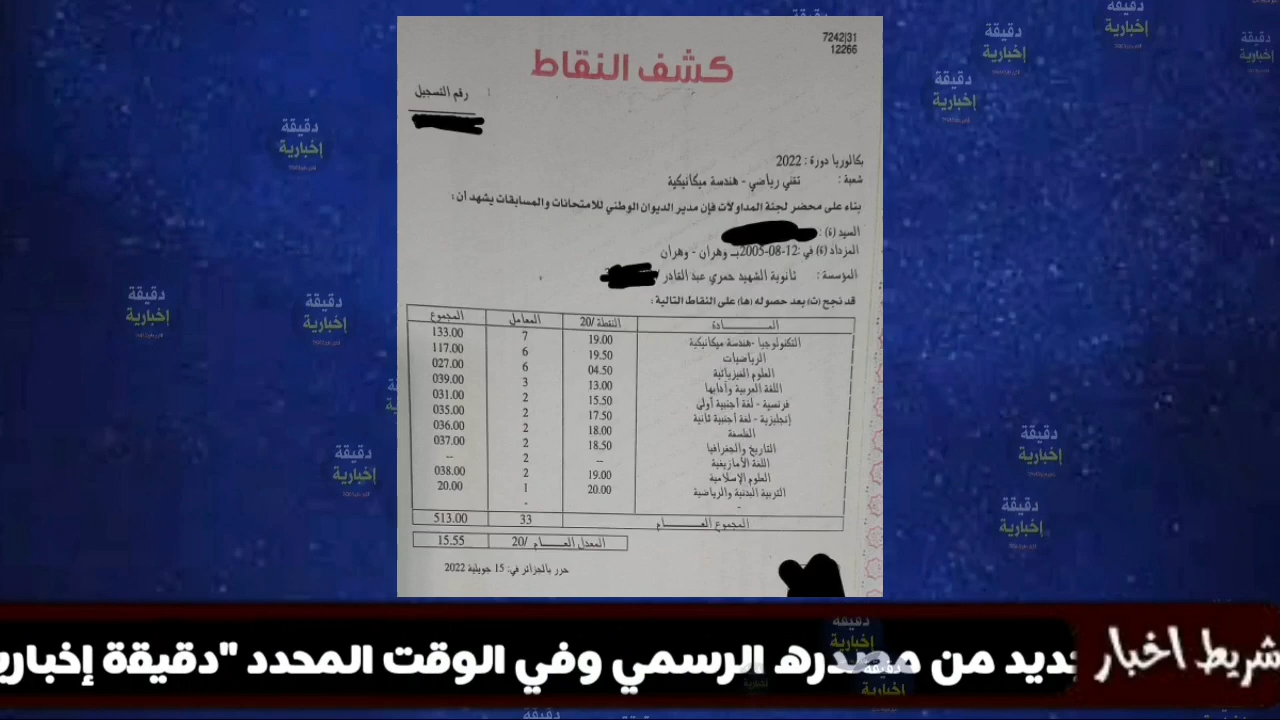 7242|31
12266
كشف النقاط
رقم التسجيل
بكالوريا دورة : 2022
شعبة : تقني رياضي - هندسة ميكانيكية
بناء على محضر لجنة المداولات فإن مدير الديوان الوطني للامتحانات والمسابقات يشهد أن :
السيد (ة) :
المزداد (ة) في :12-08-2005بـ وهران - وهران
المؤسسة : ثانوية الشهيد حمري عبد القادر
قد نجح (ت) بعد حصوله (ها) على النقاط التالية :
المـــــادة النقطة /20 المعامل المجموع
التكنولوجيا -هندسة ميكانيكية 19.00 7 133.00
الرياضيات 19.50 6 117.00
العلوم الفيزيائية 04.50 6 027.00
اللغة العربية وآدابها 13.00 3 039.00
فرنسية - لغة أجنبية أولى 15.50 2 031.00
إنجليزية - لغة أجنبية ثانية 17.50 2 035.00
الفلسفة 18.00 2 036.00
التاريخ والجغرافيا 18.50 2 037.00
اللغة الأمازيغية -- 2 --
العلوم الإسلامية 19.00 2 038.00
التربية البدنية والرياضية 20.00 1 20.00
- -
المجموع العـــــام 33 513.00
المعدل العـــــام /20 15.55
حرر بالجزائر في: 15 جويلية 2022
شريط اخبار
جديد من مصدره الرسمي وفي الوقت المحدد "دقيقة إخباري
دقيقة
إخبارية